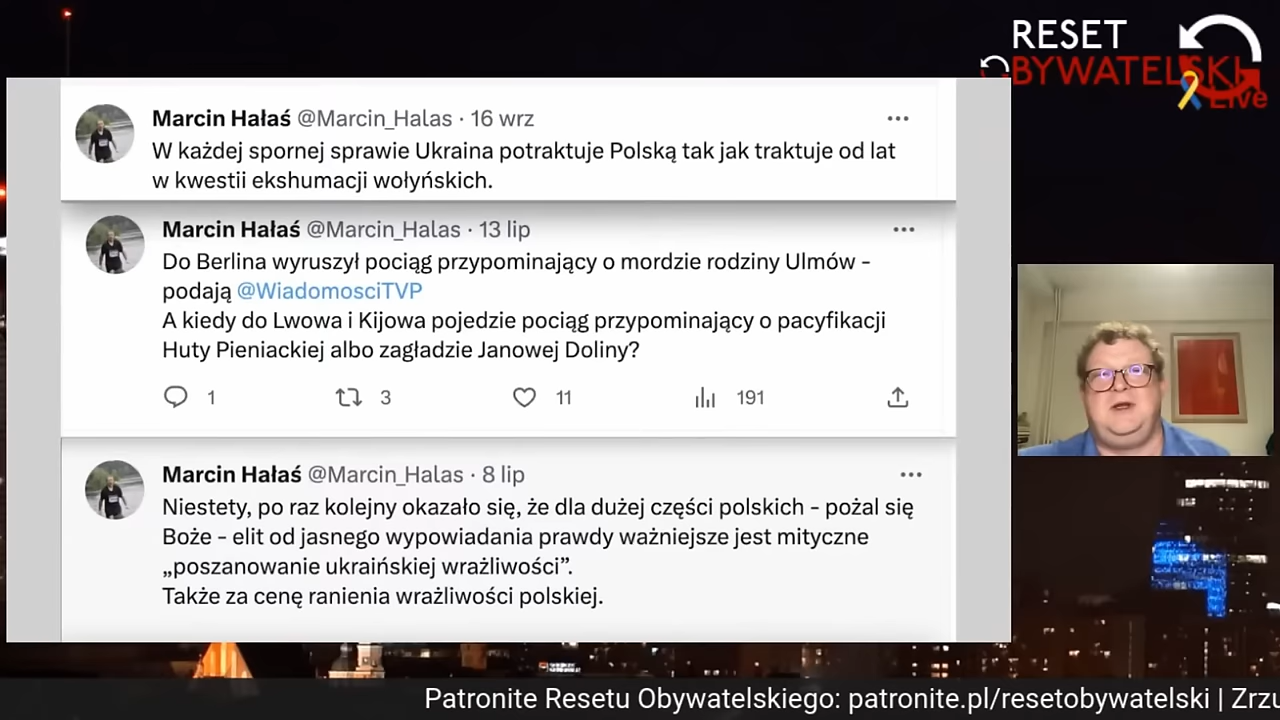 RESET
OBYWATELSKI
Live
Marcin Hałaś @Marcin_Halas · 16 wrz
W każdej spornej sprawie Ukraina potraktuje Polską tak jak traktuje od lat
w kwestii ekshumacji wołyńskich.
Marcin Hałaś @Marcin_Halas · 13 lip
Do Berlina wyruszył pociąg przypominający o mordzie rodziny Ulmów -
podają @WiadomosciTVP
A kiedy do Lwowa i Kijowa pojedzie pociąg przypominający o pacyfikacji
Huty Pieniackiej albo zagładzie Janowej Doliny?
1 3 11 191
Marcin Hałaś @Marcin_Halas · 8 lip
Niestety, po raz kolejny okazało się, że dla dużej części polskich - pożal się
Boże - elit od jasnego wypowiadania prawdy ważniejsze jest mityczne
„poszanowanie ukraińskiej wrażliwości”.
Także za cenę ranienia wrażliwości polskiej.
Patronite Resetu Obywatelskiego: patronite.pl/resetobywatelski | Zrzu